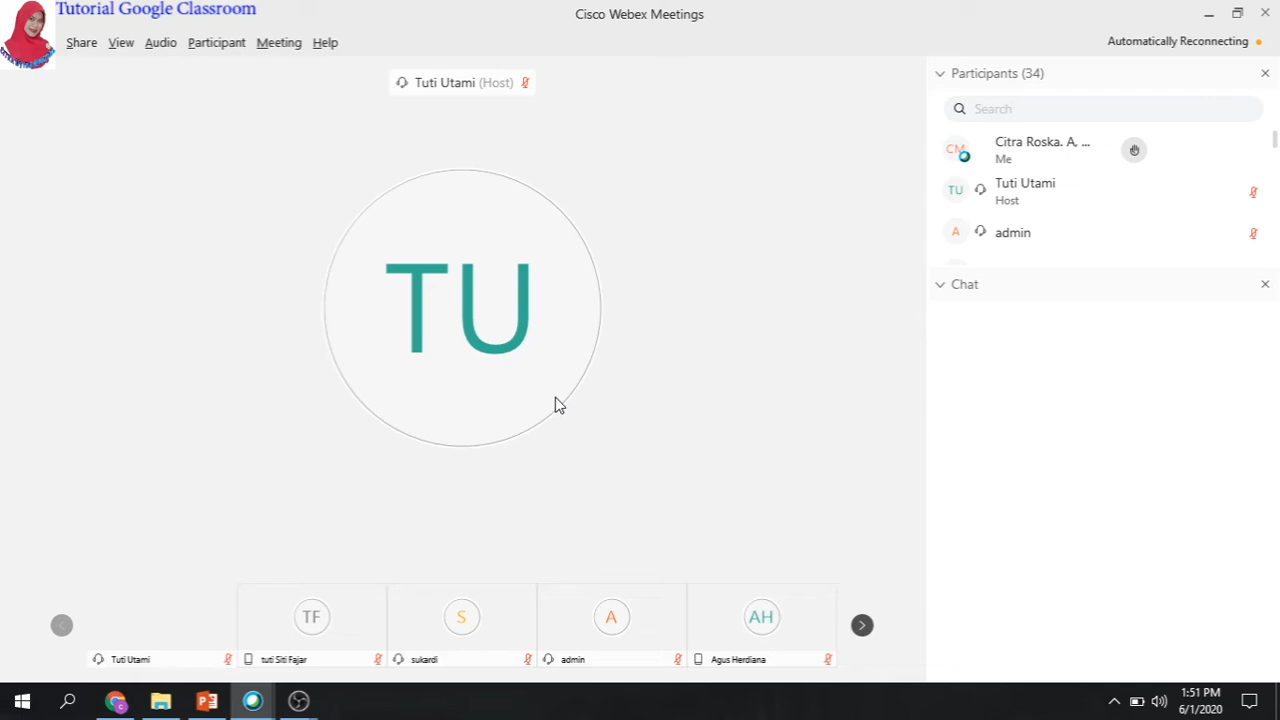 Tutorial Google Classroom
Cisco Webex Meetings
Share View Audio Participant Meeting Help
Automatically Reconnecting
Tuti Utami (Host)
TU
Participants (34)
Search
CM Citra Roska. A, ...
Me
TU Tuti Utami
Host
A admin
Chat
TF
S
A
AH
Tuti Utami
tuti Siti Fajar
sukardi
admin
Agus Herdiana
1:51 PM
6/1/2020